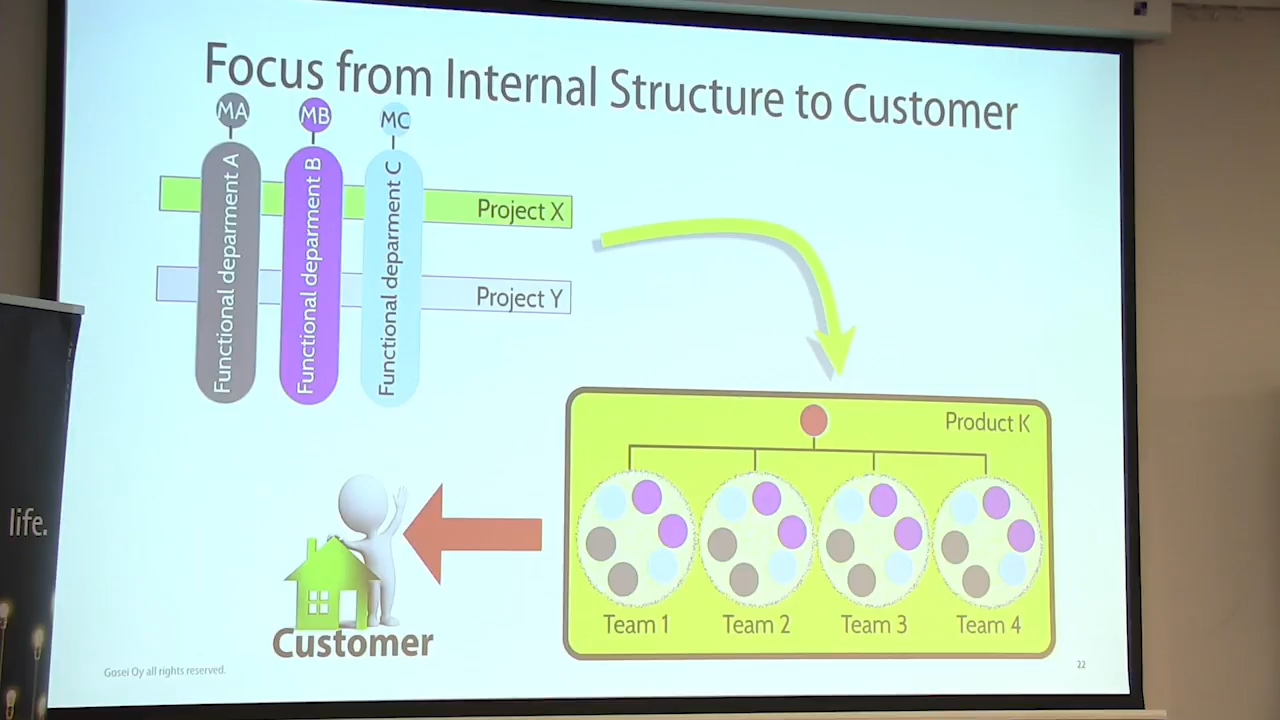 Focus from Internal Structure to Customer
MA
MB
MC
Functional deparment A
Functional deparment B
Functional deparment C
Project X
Project Y
Product K
Team 1
Team 2
Team 3
Team 4
Customer
life.
Gosei Oy all rights reserved.
22